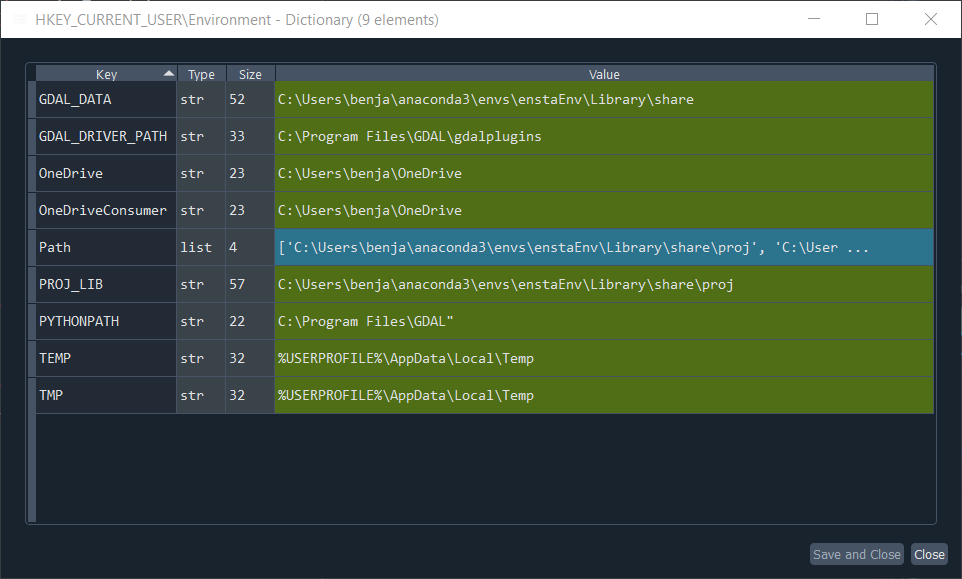 HKEY_CURRENT_USER\Environment - Dictionary (9 elements)
Key Type Size Value
GDAL_DATA str 52 C:\Users\benja\anaconda3\envs\enstaEnv\Library\share
GDAL_DRIVER_PATH str 33 C:\Program Files\GDAL\gdalplugins
OneDrive str 23 C:\Users\benja\OneDrive
OneDriveConsumer str 23 C:\Users\benja\OneDrive
Path list 4 ['C:\Users\benja\anaconda3\envs\enstaEnv\Library\share\proj', 'C:\User ...
PROJ_LIB str 57 C:\Users\benja\anaconda3\envs\enstaEnv\Library\share\proj
PYTHONPATH str 22 C:\Program Files\GDAL"
TEMP str 32 %USERPROFILE%\AppData\Local\Temp
TMP str 32 %USERPROFILE%\AppData\Local\Temp
Save and Close Close